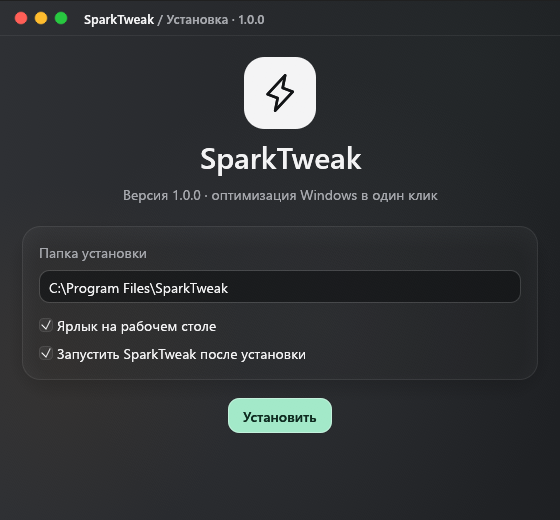 SparkTweak / Установка · 1.0.0
SparkTweak
Версия 1.0.0 · оптимизация Windows в один клик
Папка установки
C:\Program Files\SparkTweak
Ярлык на рабочем столе
Запустить SparkTweak после установки
Установить